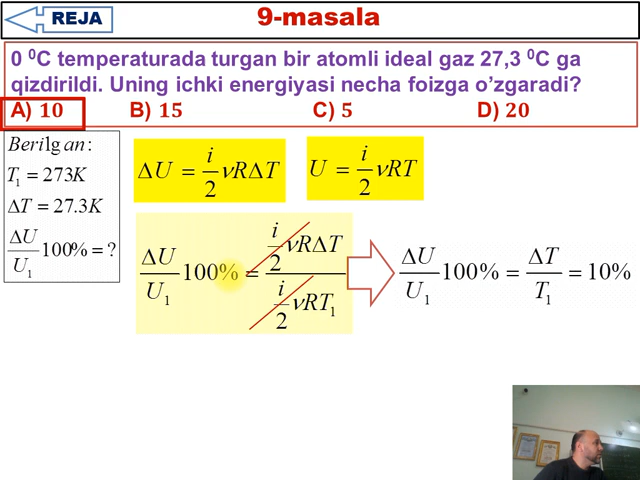 REJA
9-masala
0 ⁰C temperaturada turgan bir atomli ideal gaz 27,3 ⁰C ga
qizdirildi. Uning ichki energiyasi necha foizga o’zgaradi?
A) 10 B) 15 C) 5 D) 20
Berilgan:
T₁ = 273K
ΔT = 27.3K
ΔU/U₁ 100% = ?
ΔU = i/2 νRΔT
U = i/2 νRT
ΔU/U₁ 100% = (i/2 νRΔT)/(i/2 νRT₁)
ΔU/U₁ 100% = ΔT/T₁ = 10%